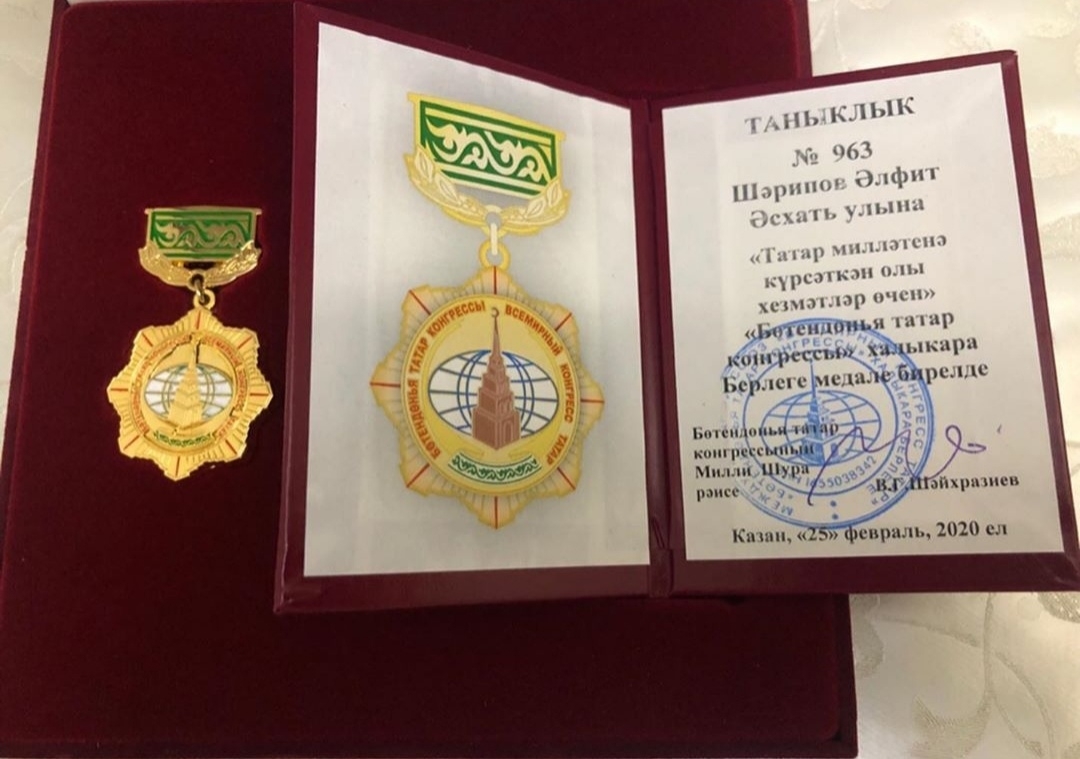 БӨТЕНДӨНЬЯ ТАТАР КОНГРЕССЫ
ВСЕМИРНЫЙ КОНГРЕСС ТАТАР
ТАНЫКЛЫК
№ 963
Шәрипов Әлфит
Әсхать улына
«Татар милләтенә
күрсәткән олы
хезмәтләр өчен»
«Бөтендөнья татар
конгрессы» халыкара
Берлеге медале бирелде
Бөтендөнья татар
конгрессының
Милли Шура
рәисе
В.Г.Шәйхразиев
Казан, «25» февраль, 2020 ел